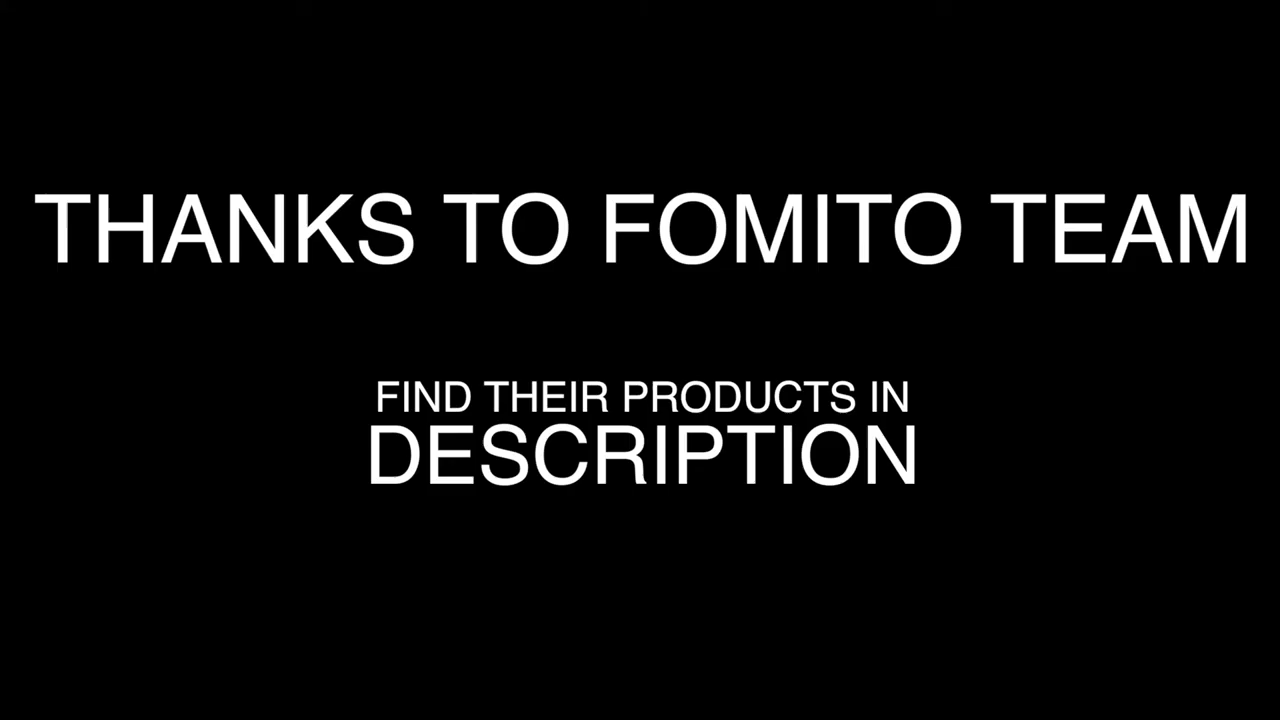 THANKS TO FOMITO TEAM
FIND THEIR PRODUCTS IN
DESCRIPTION